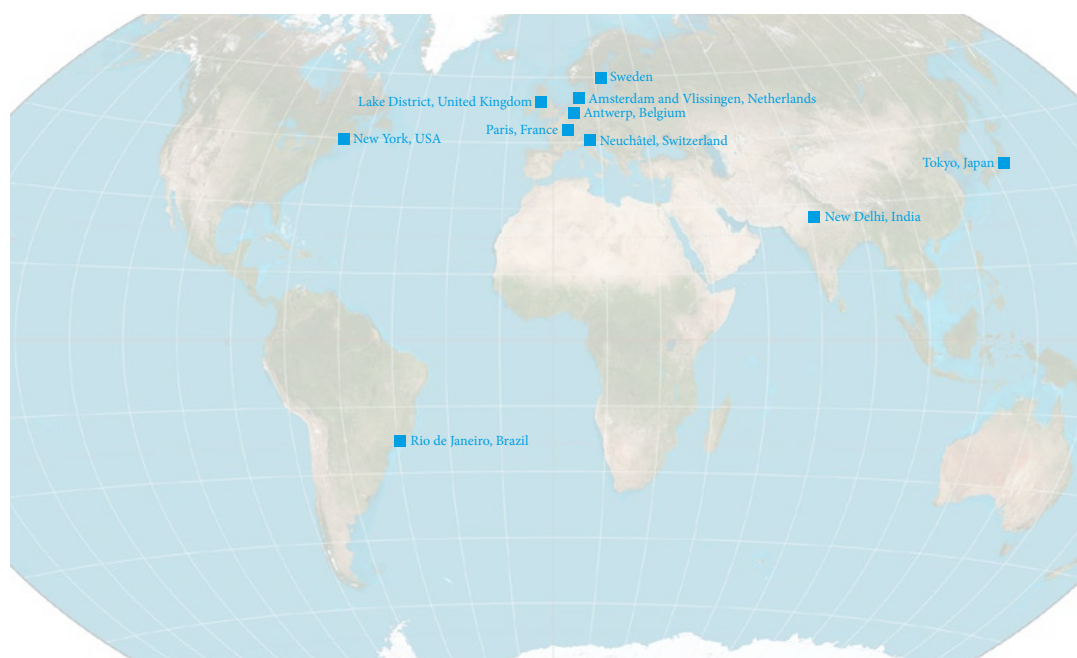 Sweden
Lake District, United Kingdom
Amsterdam and Vlissingen, Netherlands
Antwerp, Belgium
Paris, France
New York, USA
Neuchâtel, Switzerland
Tokyo, Japan
New Delhi, India
Rio de Janeiro, Brazil